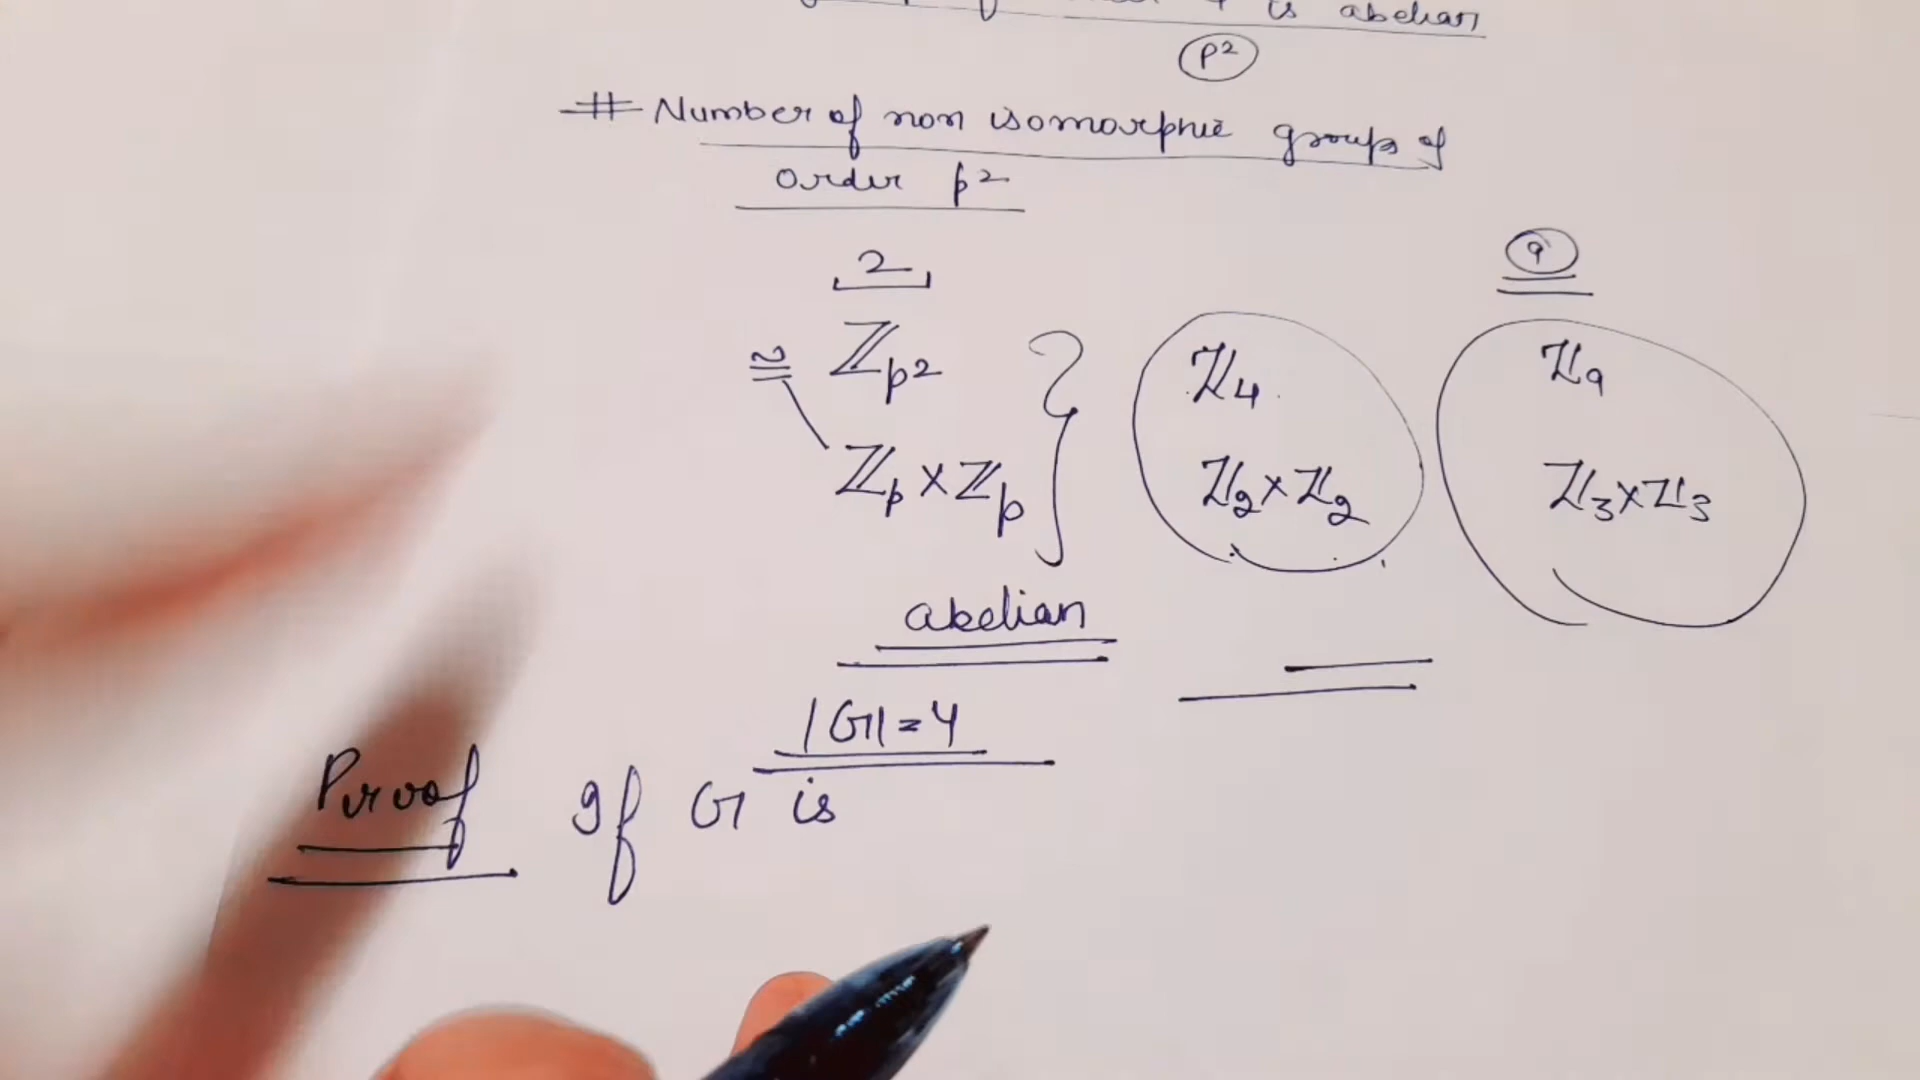 is abelian
p²
# Number of non isomorphic groups of
order p²
2
9
≅ ℤp² ℤ4 ℤ9
ℤp × ℤp ℤ2 × ℤ2 ℤ3 × ℤ3
abelian
|G| = 4
Proof If G is